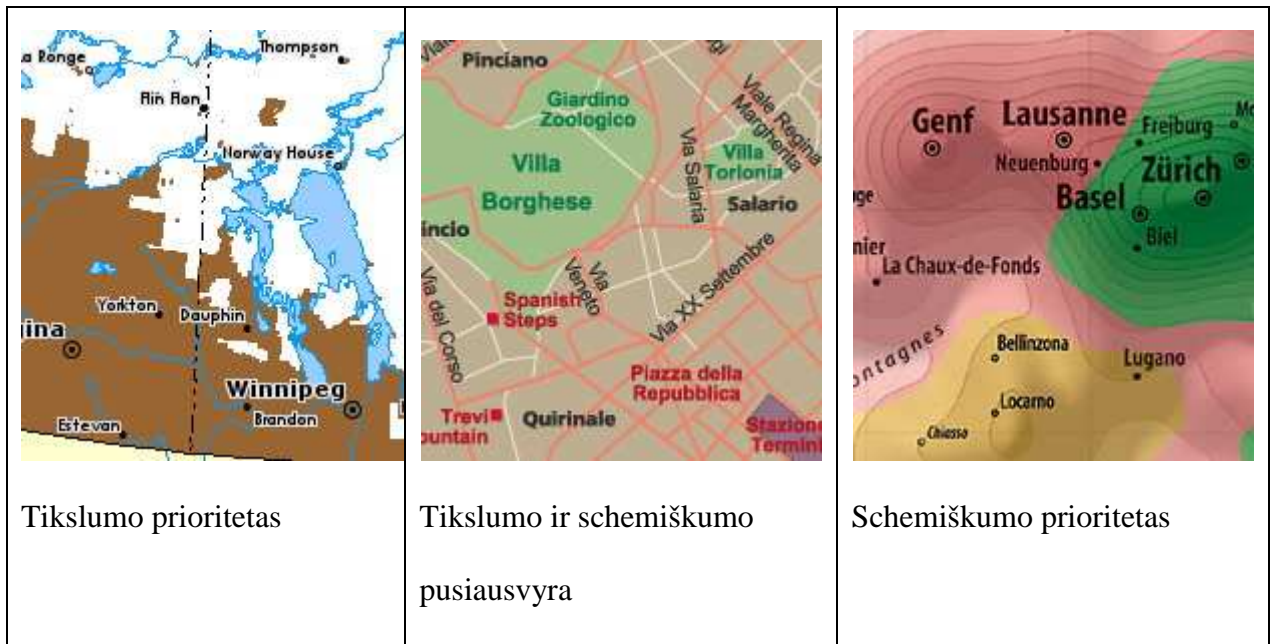 a Ronge
Thompson
Flin Flon
Norway House
Yorkton
Dauphin
ina
Winnipeg
Brandon
Estevan
Tikslumo prioritetas
Pinciano
Giardino
Zoologico
Viale Regina
Margherita
Villa
Borghese
Via Salaria
Villa
Torlonia
Salario
incio
Via
Veneto
Via XX Settembre
Via del Corso
Spanish
Steps
Piazza della
Repubblica
Trevi
ountain
Quirinale
Stazione
Termini
Tikslumo ir schemiškumo
pusiausvyra
Genf
Lausanne
Freiburg
Neuenburg
Zürich
Basel
Biel
nier
La Chaux-de-Fonds
ontagnes
Bellinzona
Lugano
Locarno
Chiasso
Schemiškumo prioritetas